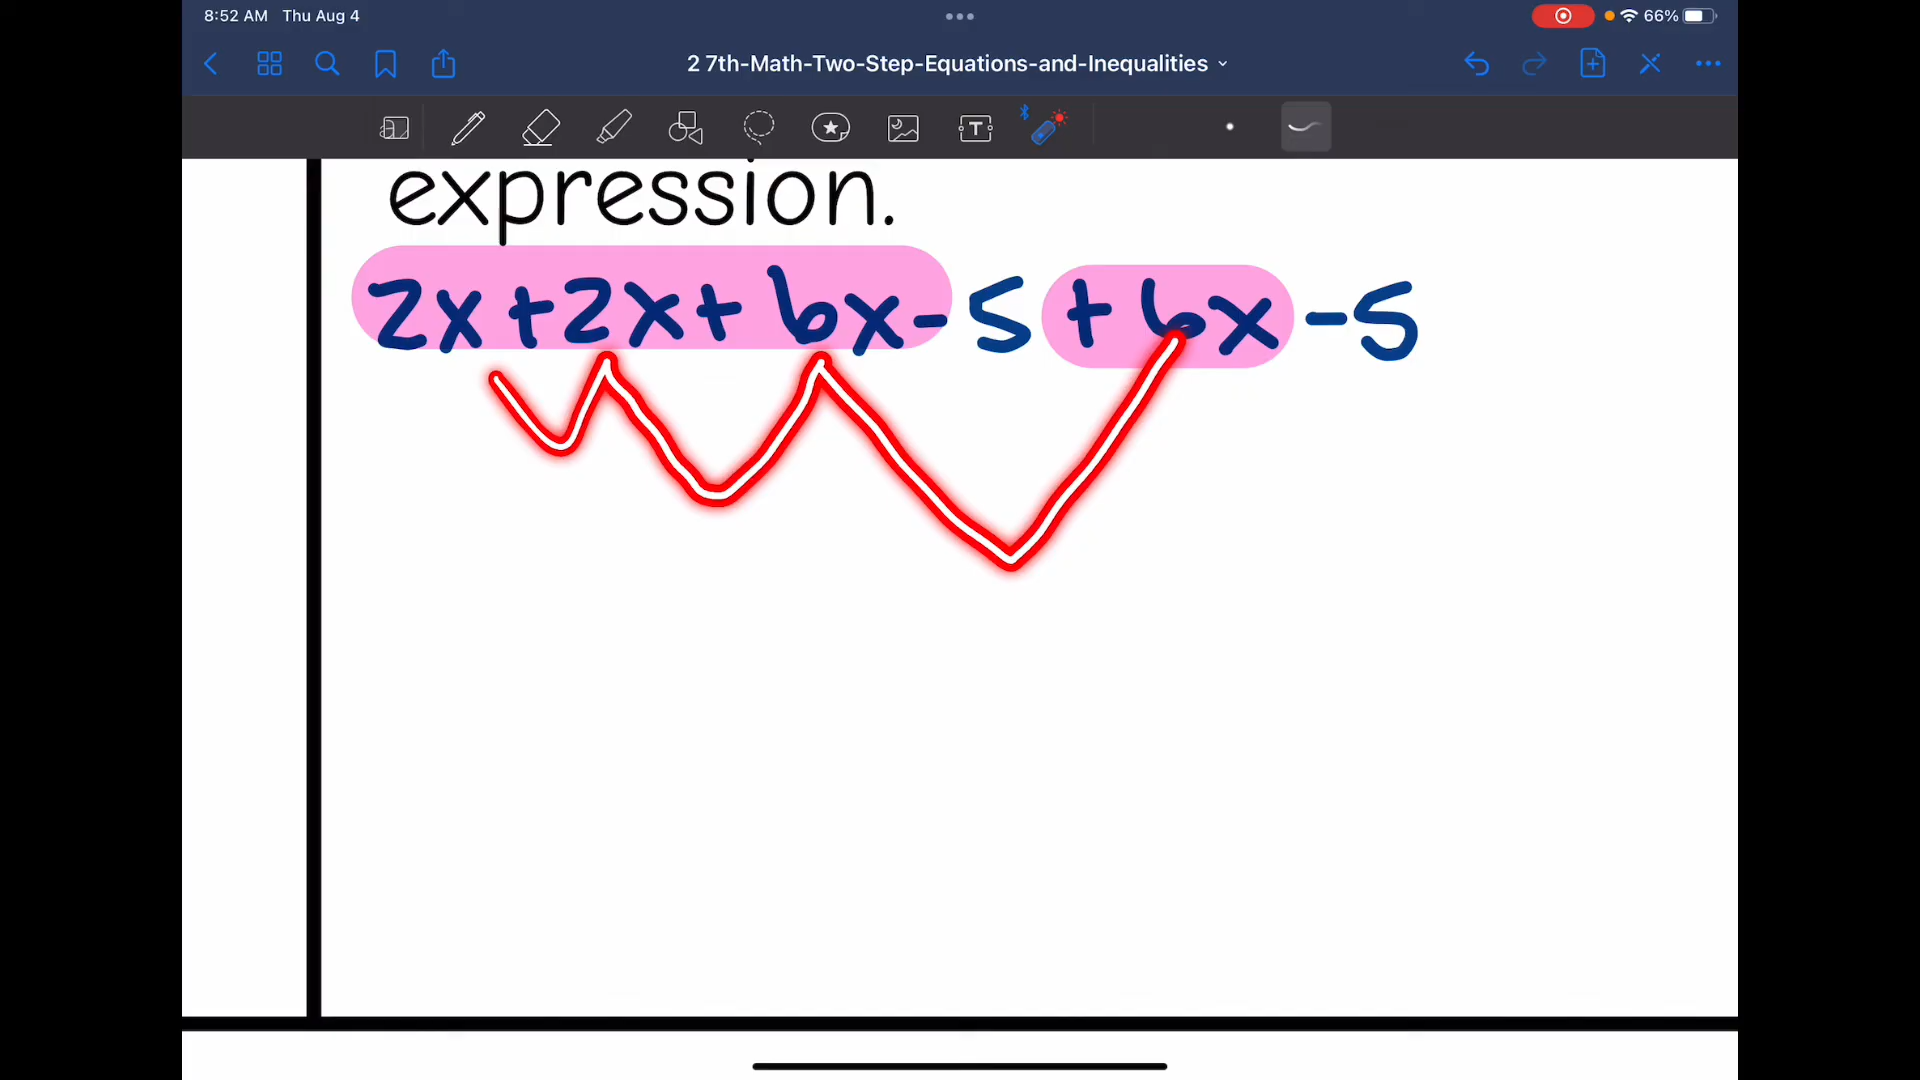 8:52 AM Thu Aug 4
66%
2 7th-Math-Two-Step-Equations-and-Inequalities
T
expression.
2x+2x+6x-5+6x-5